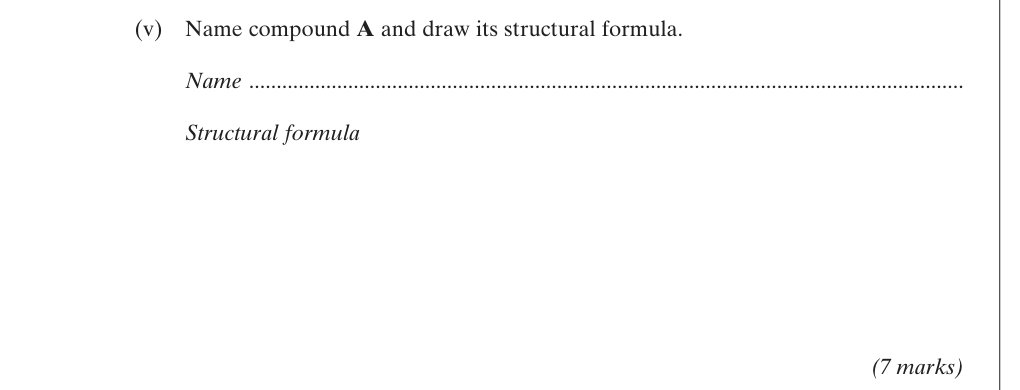 (v) Name compound A and draw its structural formula.
Name ....................................................................................................................................
Structural formula
(7 marks)